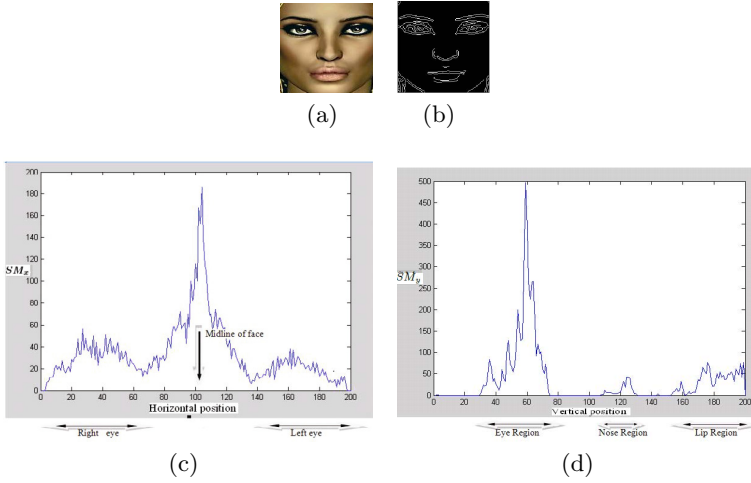 (a) (b)
200
180
160
140
120
100
80
60
40
20
0
SMx
Midline of face
0 20 40 60 80 100 120 140 160 180 200
Horizontal position
Right eye Left eye
(c)
500
450
400
350
300
250
200
150
100
50
0
SMy
0 20 40 60 80 100 120 140 160 180 200
Vertical position
Eye Region Nose Region Lip Region
(d)